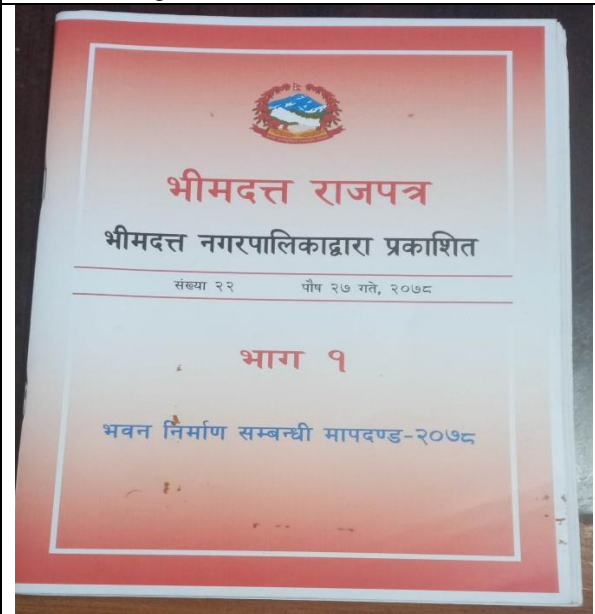 भीमदत्त राजपत्र
भीमदत्त नगरपालिकाद्वारा प्रकाशित
संख्या २२ पौष २७ गते, २०७८
भाग १
भवन निर्माण सम्बन्धी मापदण्ड-२०७८